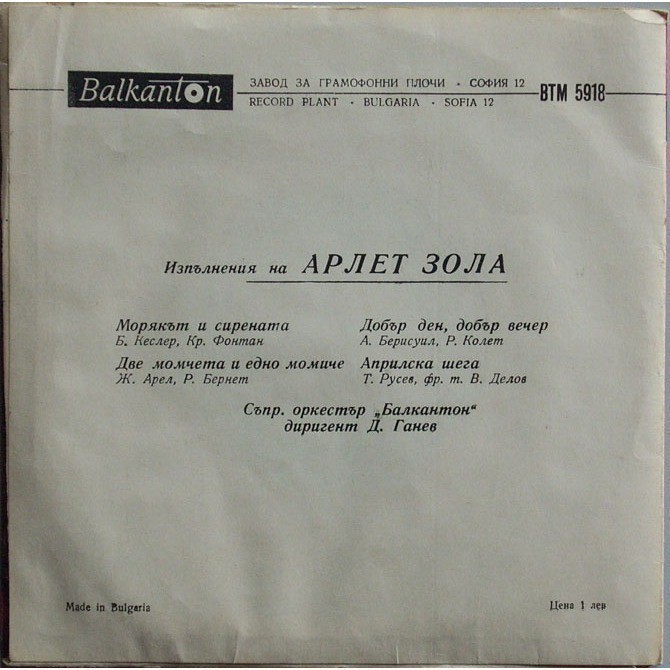 Balkanton
ЗАВОД ЗА ГРАМОФОННИ ПЛОЧИ • СОФИЯ 12
RECORD PLANT • BULGARIA • SOFIA 12
ВТМ 5918
Изпълнения на АРЛЕТ ЗОЛА
Морякът и сирената
Б. Кеслер, Кр. Фонтан
Две момчета и едно момиче
Ж. Арел, Р. Бернет
Добър ден, добър вечер
А. Берисуил, Р. Колет
Априлска шега
Т. Русев, фр. т. В. Делов
Съпр. оркестър „Балкантон“
диригент Д. Ганев
Made in Bulgaria
Цена 1 лев